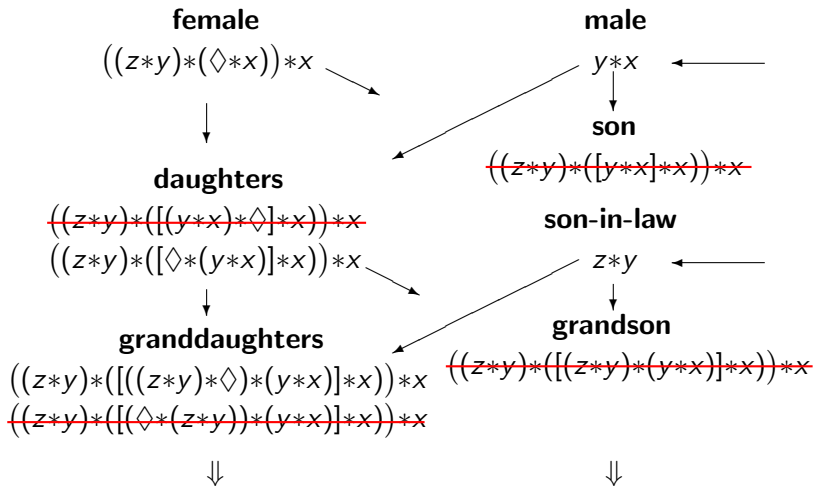 female
((z∗y)∗(◇∗x))∗x
male
y∗x
son
((z∗y)∗([y∗x]∗x))∗x
daughters
((z∗y)∗([(y∗x)∗◇]∗x))∗x
((z∗y)∗([◇∗(y∗x)]∗x))∗x
son-in-law
z∗y
granddaughters
((z∗y)∗([((z∗y)∗◇)∗(y∗x)]∗x))∗x
((z∗y)∗([(◇∗(z∗y))∗(y∗x)]∗x))∗x
grandson
((z∗y)∗([(z∗y)∗(y∗x)]∗x))∗x
⇓ ⇓